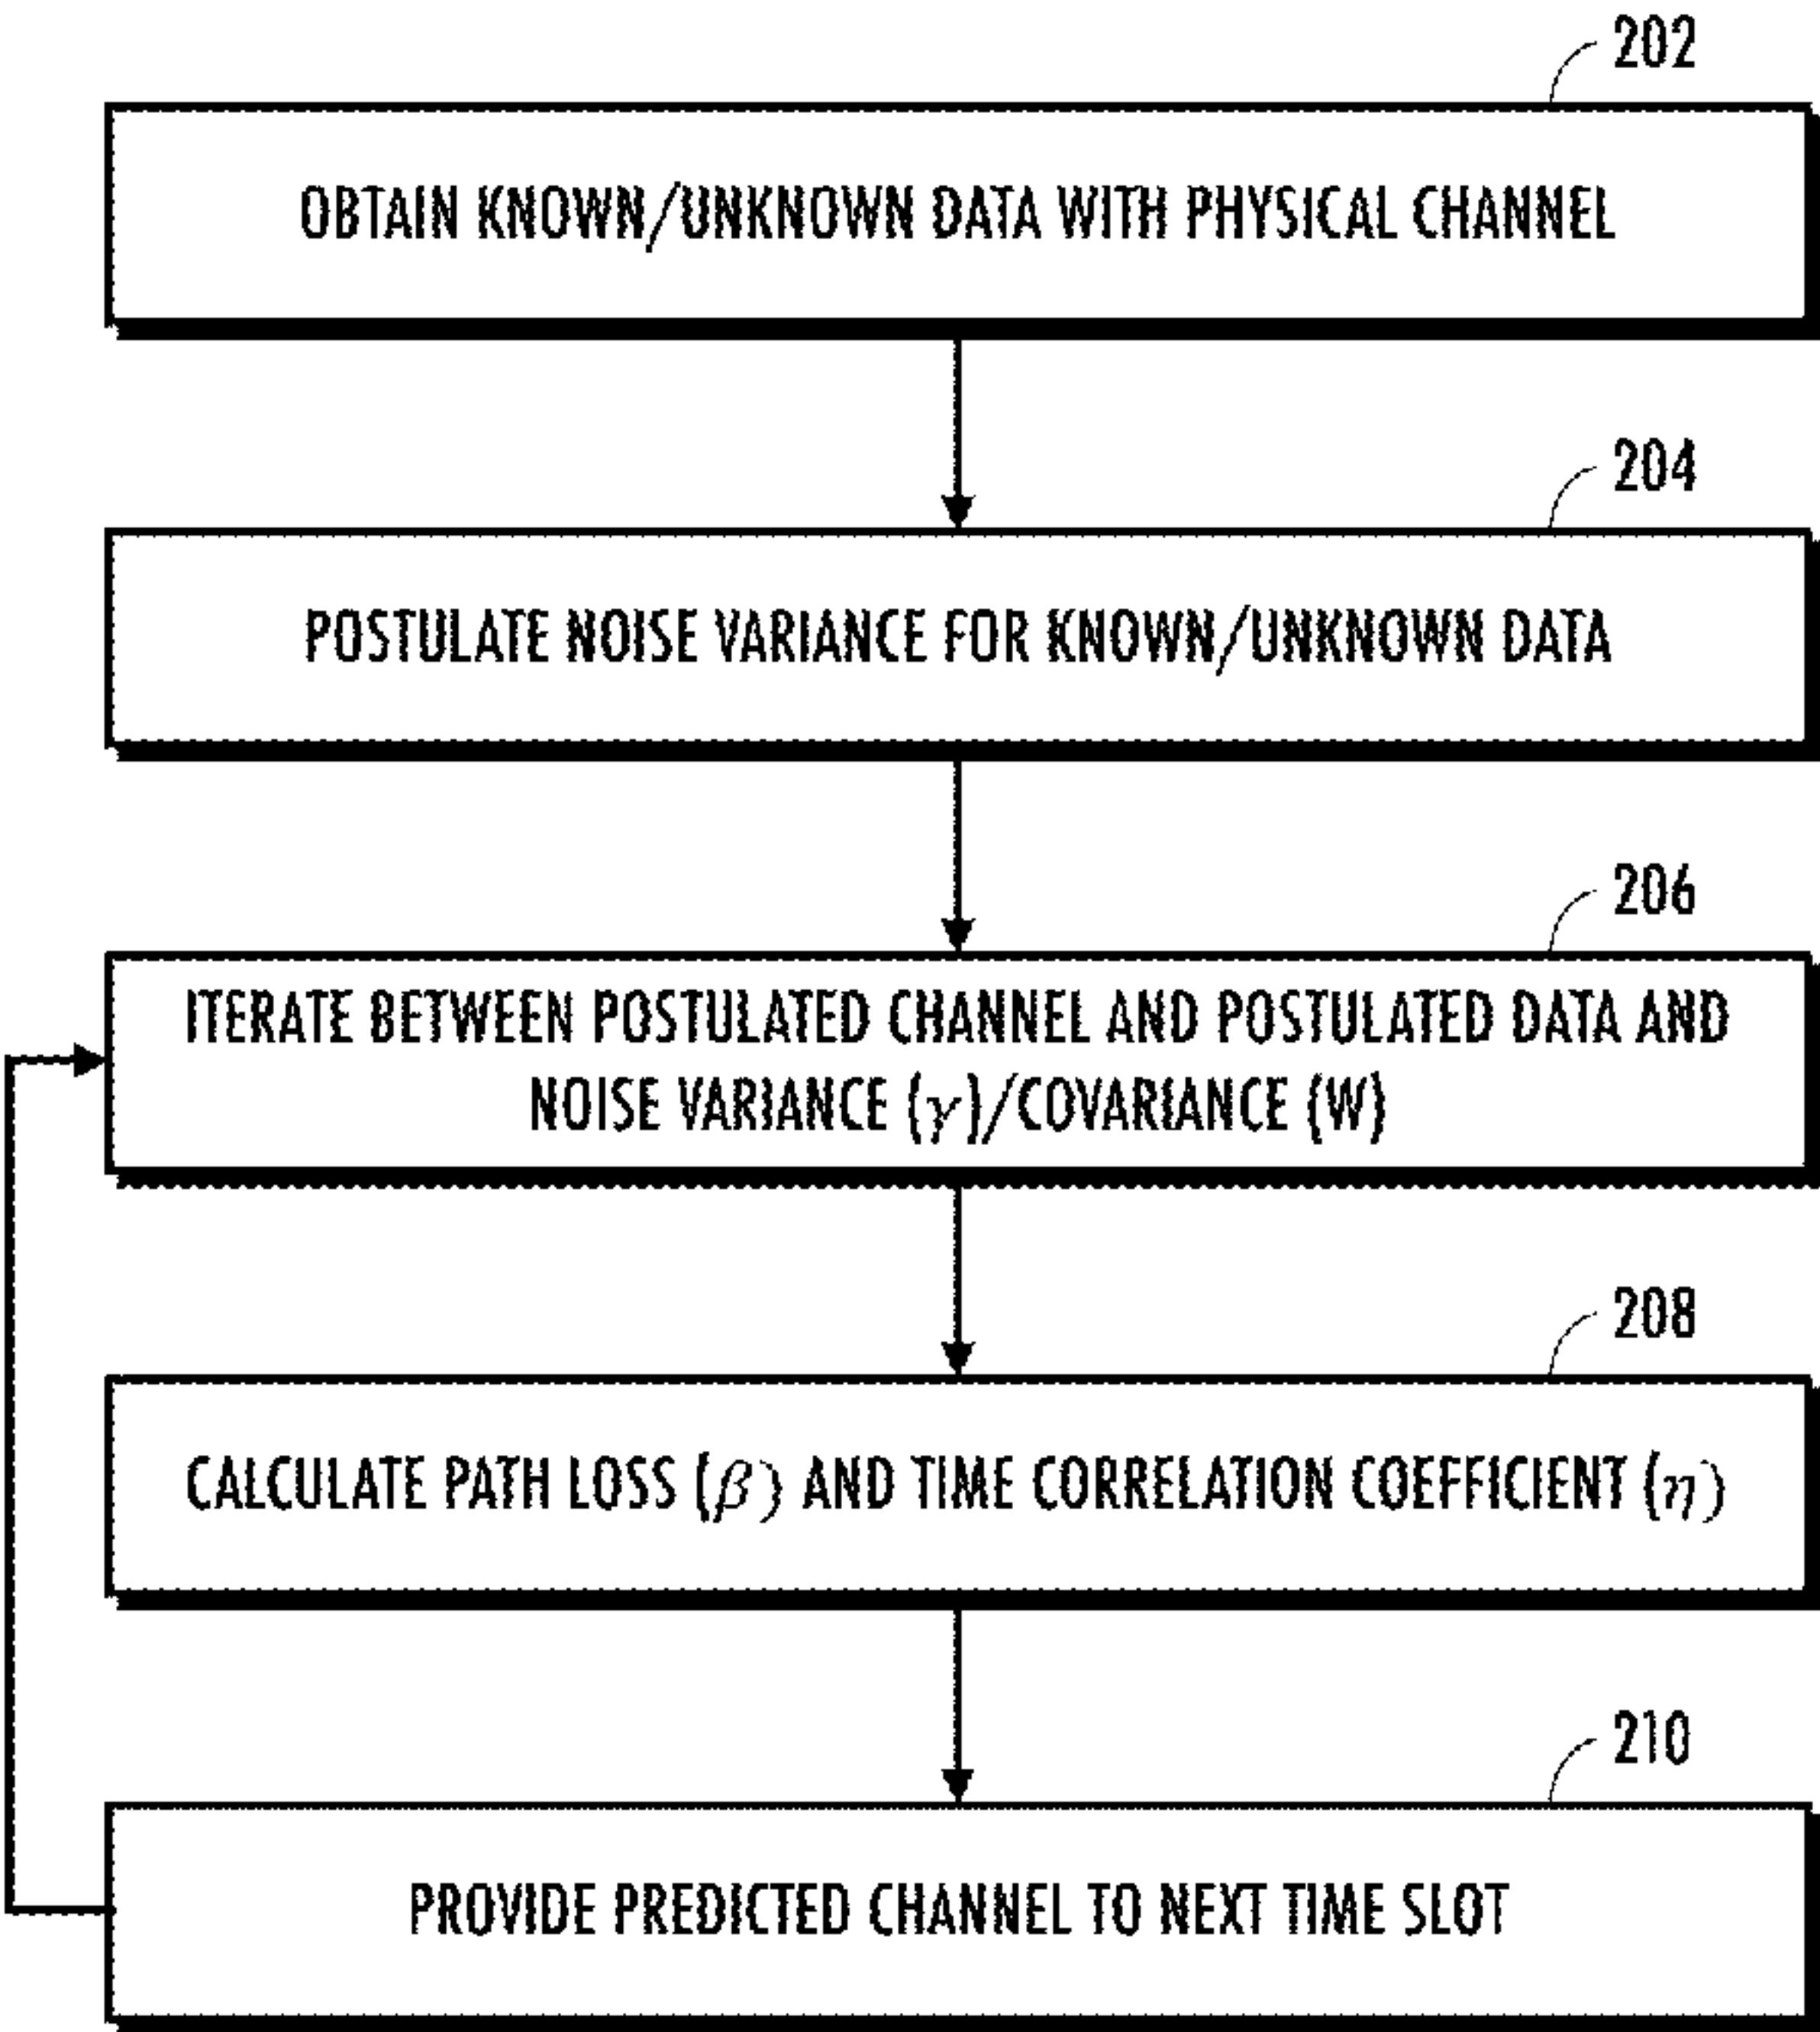 202
OBTAIN KNOWN/UNKNOWN DATA WITH PHYSICAL CHANNEL
204
POSTULATE NOISE VARIANCE FOR KNOWN/UNKNOWN DATA
206
ITERATE BETWEEN POSTULATED CHANNEL AND POSTULATED DATA AND
NOISE VARIANCE (γ)/COVARIANCE (W)
208
CALCULATE PATH LOSS (β) AND TIME CORRELATION COEFFICIENT (η)
210
PROVIDE PREDICTED CHANNEL TO NEXT TIME SLOT